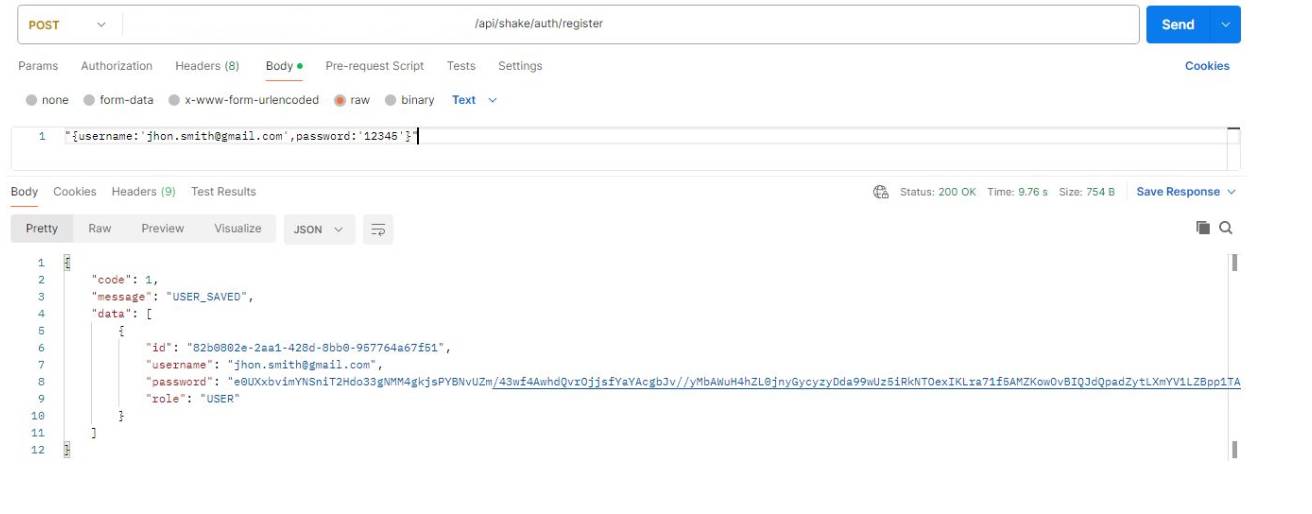 POST /api/shake/auth/register Send
Params Authorization Headers (8) Body Pre-request Script Tests Settings Cookies
none form-data x-www-form-urlencoded raw binary Text
1 "{username:'jhon.smith@gmail.com',password:'12345'}"
Body Cookies Headers (9) Test Results Status: 200 OK Time: 9.76 s Size: 754 B Save Response
Pretty Raw Preview Visualize JSON
1 {
2 "code": 1,
3 "message": "USER_SAVED",
4 "data": [
5 {
6 "id": "82b0802e-2aa1-428d-8bb0-957764a67f51",
7 "username": "jhon.smith@gmail.com",
8 "password": "e0UXxbvimYNSniT2Hdo33gNMM4gkjsPYBNvUZm/43wf4AwhdQvrOjjsfYaYAcgbJv//yMbAWuH4hZL0jnyGycyzyDda99wUz5iRkNTOexIKLra71f5AMZKowOvBIQJdQpadZytLXmYV1LZBpp1TA
9 "role": "USER"
10 }
11 ]
12 }